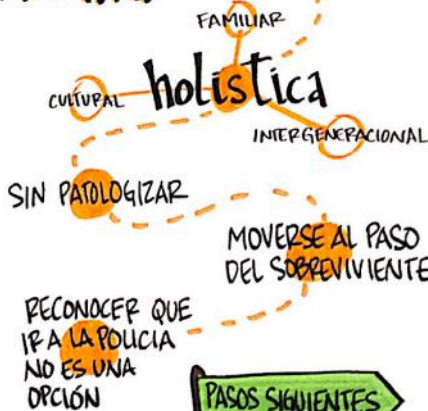 FAMILIAR
CULTURAL
holística
INTERGENERACIONAL
SIN PATOLOGIZAR
MOVERSE AL PASO
DEL SOBREVIVIENTE
RECONOCER QUE
IR A LA POLICIA
NO ES UNA
OPCIÓN
PASOS SIGUIENTES